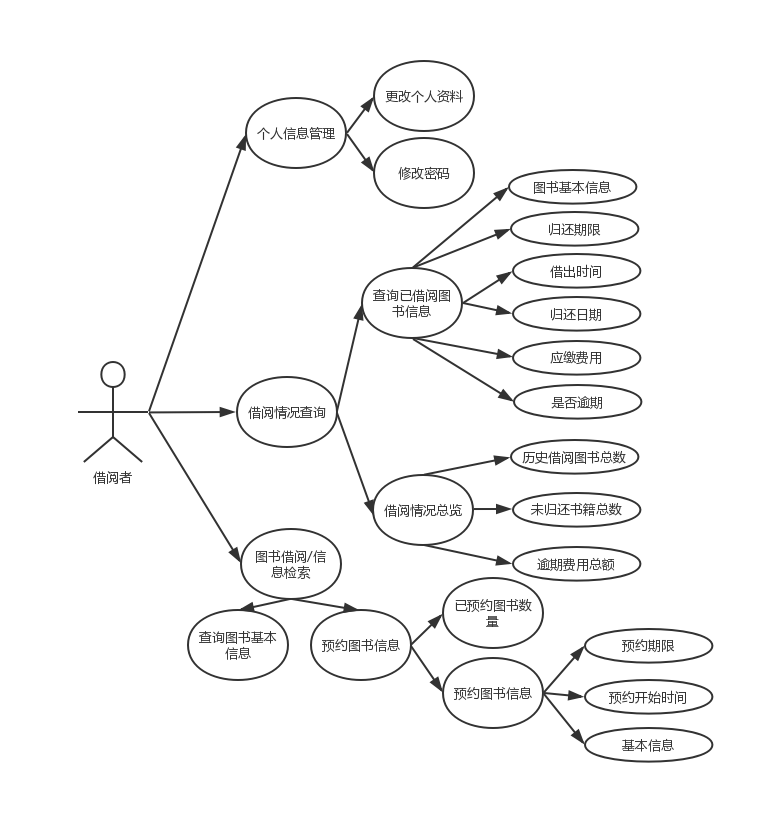 更改个人资料
个人信息管理
修改密码
图书基本信息
归还期限
借出时间
查询已借阅图
书信息
归还日期
应缴费用
是否逾期
借阅情况查询
借阅者
历史借阅图书总数
借阅情况总览
未归还书籍总数
逾期费用总额
图书借阅/信
息检索
查询图书基本
信息
预约图书信息
已预约图书数
量
预约图书信息
预约期限
预约开始时间
基本信息